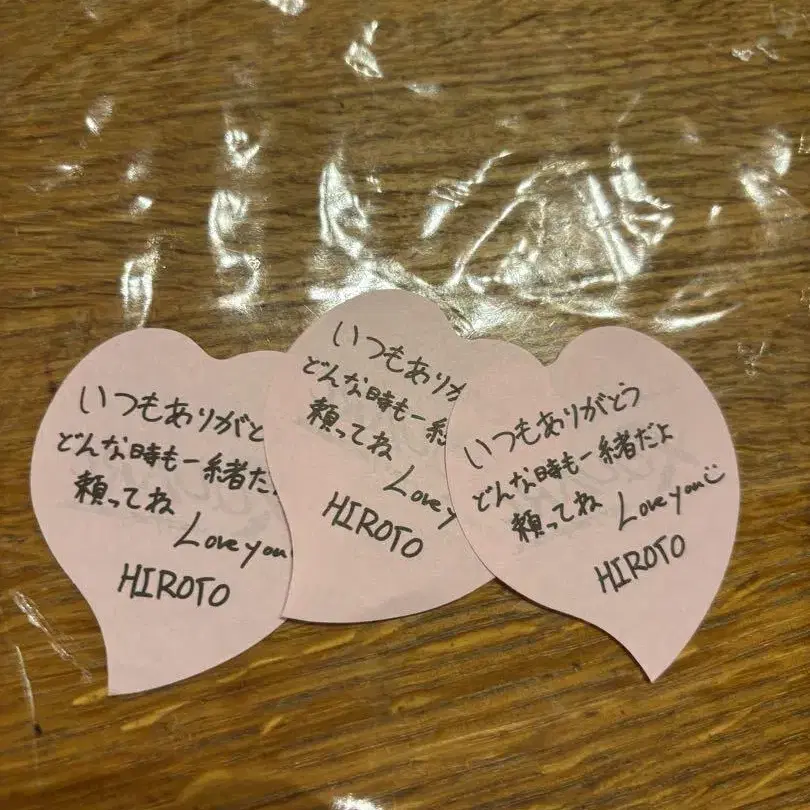 いつもありがと
どんな時も一緒だ
頼ってね
Love you
HIROTO
いつもありが
どんな時も一緒
頼ってね
Love y
HIROTO
いつもありがとう
どんな時も一緒だよ
頼ってね Love you
HIROTO